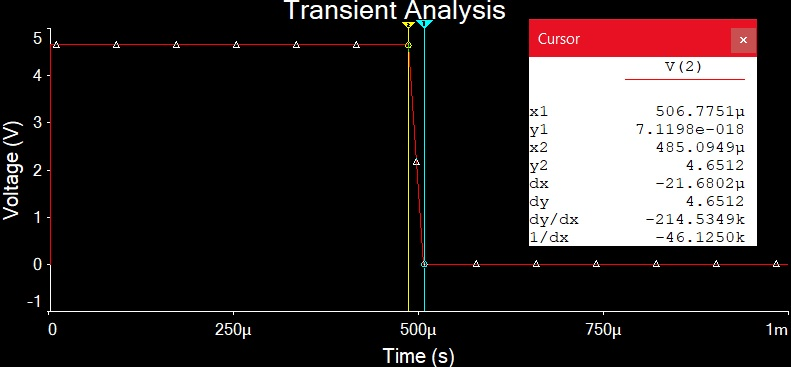 Transient Analysis
Voltage (V)
5
4
3
2
1
0
-1
0 250µ 500µ 750µ 1m
Time (s)
2 1
Cursor ×
V(2)
x1 506.7751µ
y1 7.1198e-018
x2 485.0949µ
y2 4.6512
dx -21.6802µ
dy 4.6512
dy/dx -214.5349k
1/dx -46.1250k